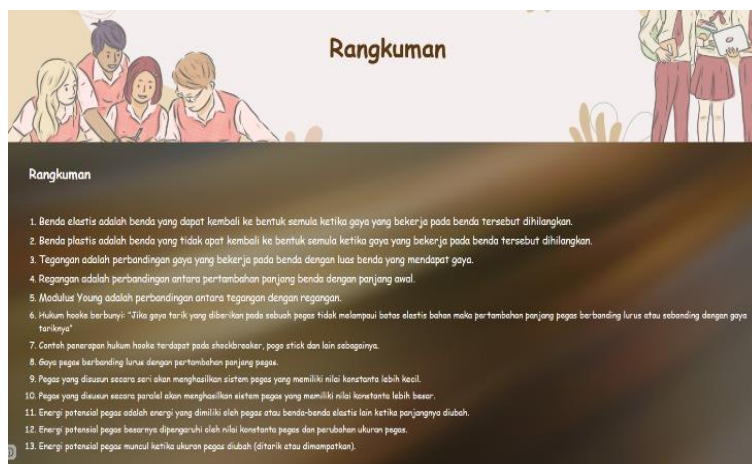 Rangkuman
Rangkuman
1. Benda elastis adalah benda yang dapat kembali ke bentuk semula ketika gaya yang bekerja pada benda tersebut dihilangkan.
2. Benda plastis adalah benda yang tidak apat kembali ke bentuk semula ketika gaya yang bekerja pada benda tersebut dihilangkan.
3. Tegangan adalah perbandingan gaya yang bekerja pada benda dengan luas benda yang mendapat gaya.
4. Regangan adalah perbandingan antara pertambahan panjang benda dengan panjang awal.
5. Modulus Young adalah perbandingan antara tegangan dengan regangan.
6. Hukum hooke berbunyi: "Jika gaya tarik yang diberikan pada sebuah pegas tidak melampaui batas elastis bahan maka pertambahan panjang pegas berbanding lurus atau sebanding dengan gaya
tariknya"
7. Contoh penerapan hukum hooke terdapat pada shockbreaker, pogo stick dan lain sebagainya.
8. Gaya pegas berbanding lurus dengan pertambahan panjang pegas.
9. Pegas yang disusun secara seri akan menghasilkan sistem pegas yang memiliki nilai konstanta lebih kecil.
10. Pegas yang disusun secara paralel akan menghasilkan sistem pegas yang memiliki nilai konstanta lebih besar.
11. Energi potensial pegas adalah energi yang dimiliki oleh pegas atau benda-benda elastis lain ketika panjangnya diubah.
12. Energi potensial pegas besarnya dipengaruhi oleh nilai konstanta pegas dan perubahan ukuran pegas.
13. Energi potensial pegas muncul ketika ukuran pegas diubah (ditarik atau dimampatkan).